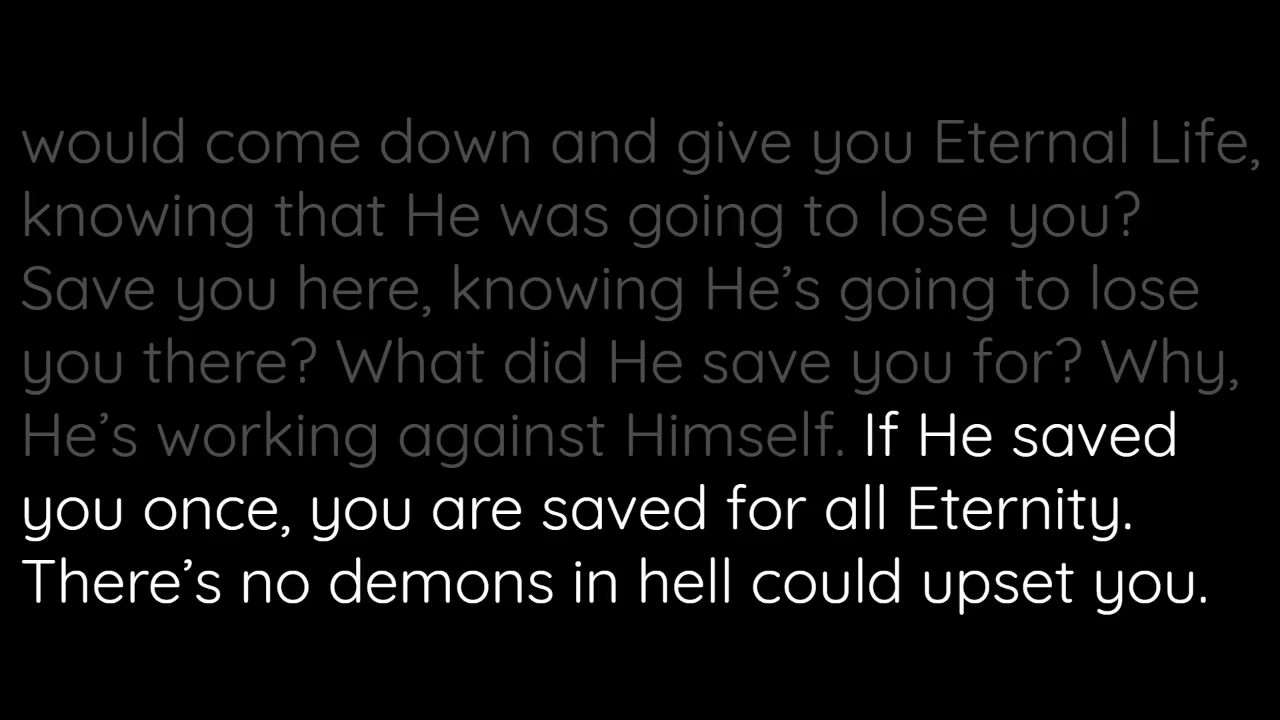 would come down and give you Eternal Life,
knowing that He was going to lose you?
Save you here, knowing He’s going to lose
you there? What did He save you for? Why,
He’s working against Himself. If He saved
you once, you are saved for all Eternity.
There’s no demons in hell could upset you.